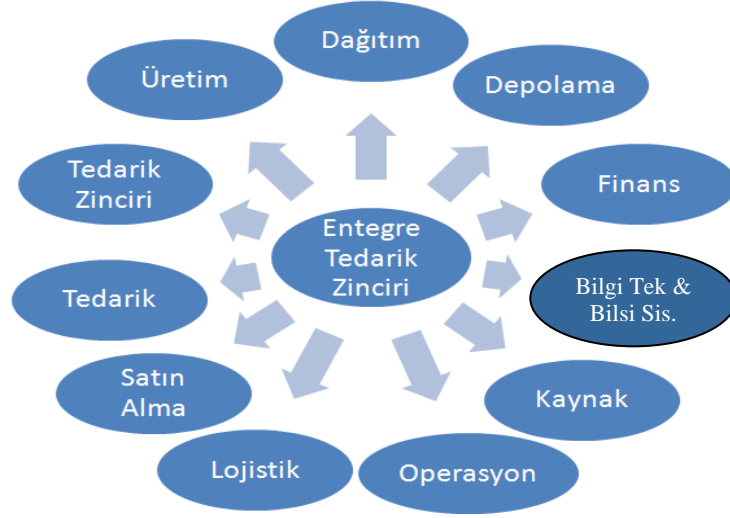 Dağıtım
Üretim
Depolama
Tedarik
Zinciri
Finans
Entegre
Tedarik
Zinciri
Bilgi Tek &
Bilsi Sis.
Tedarik
Satın
Alma
Kaynak
Lojistik
Operasyon